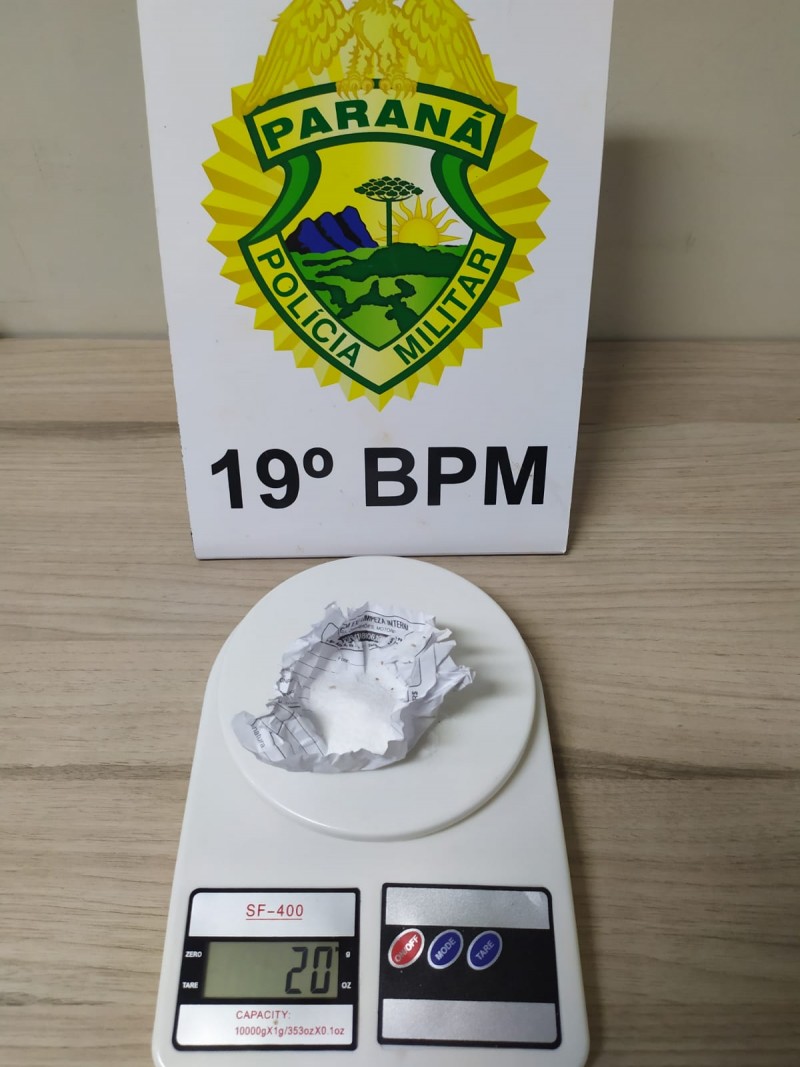 PARANÁ
POLÍCIA MILITAR
19º BPM
SF-400
ZERO
TARE
20
g
OZ
ON/OFF
MODE
TARE
CAPACITY:
10000gX1g/353ozX0.1oz